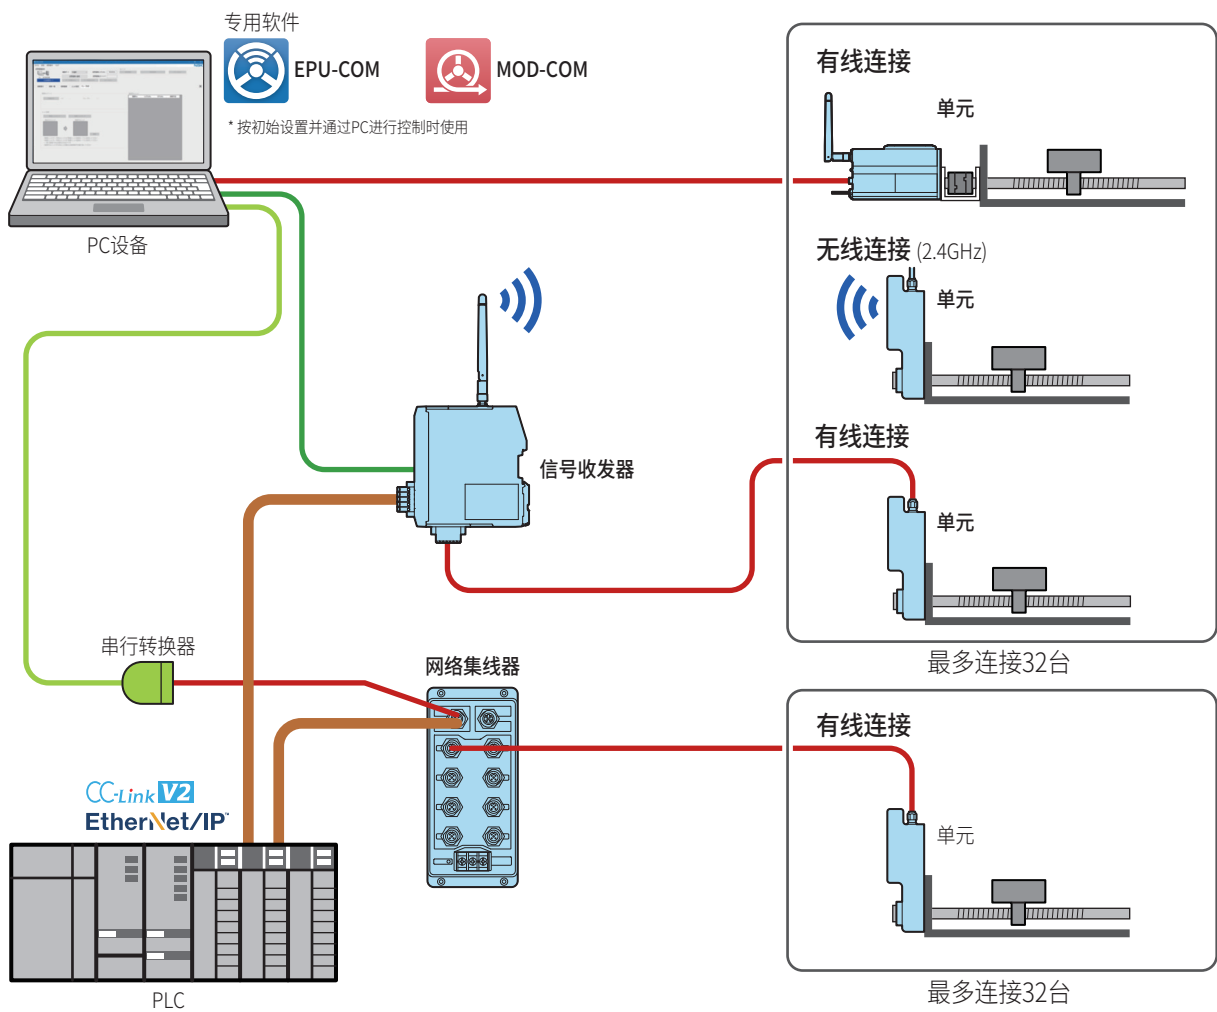 专用软件
EPU-COM
MOD-COM
* 按初始设置并通过PC进行控制时使用
PC设备
有线连接
单元
无线连接 (2.4GHz)
单元
有线连接
单元
信号收发器
最多连接32台
串行转换器
网络集线器
有线连接
单元
最多连接32台
CC-Link V2
EtherNet/IP™
PLC